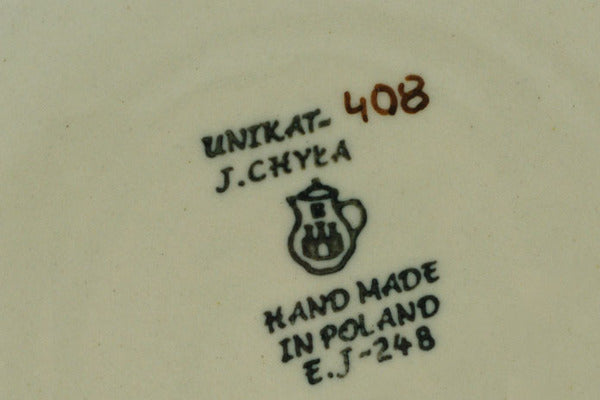 UNIKAT- 408
J. CHYŁA
HAND MADE
IN POLAND
E.J-248